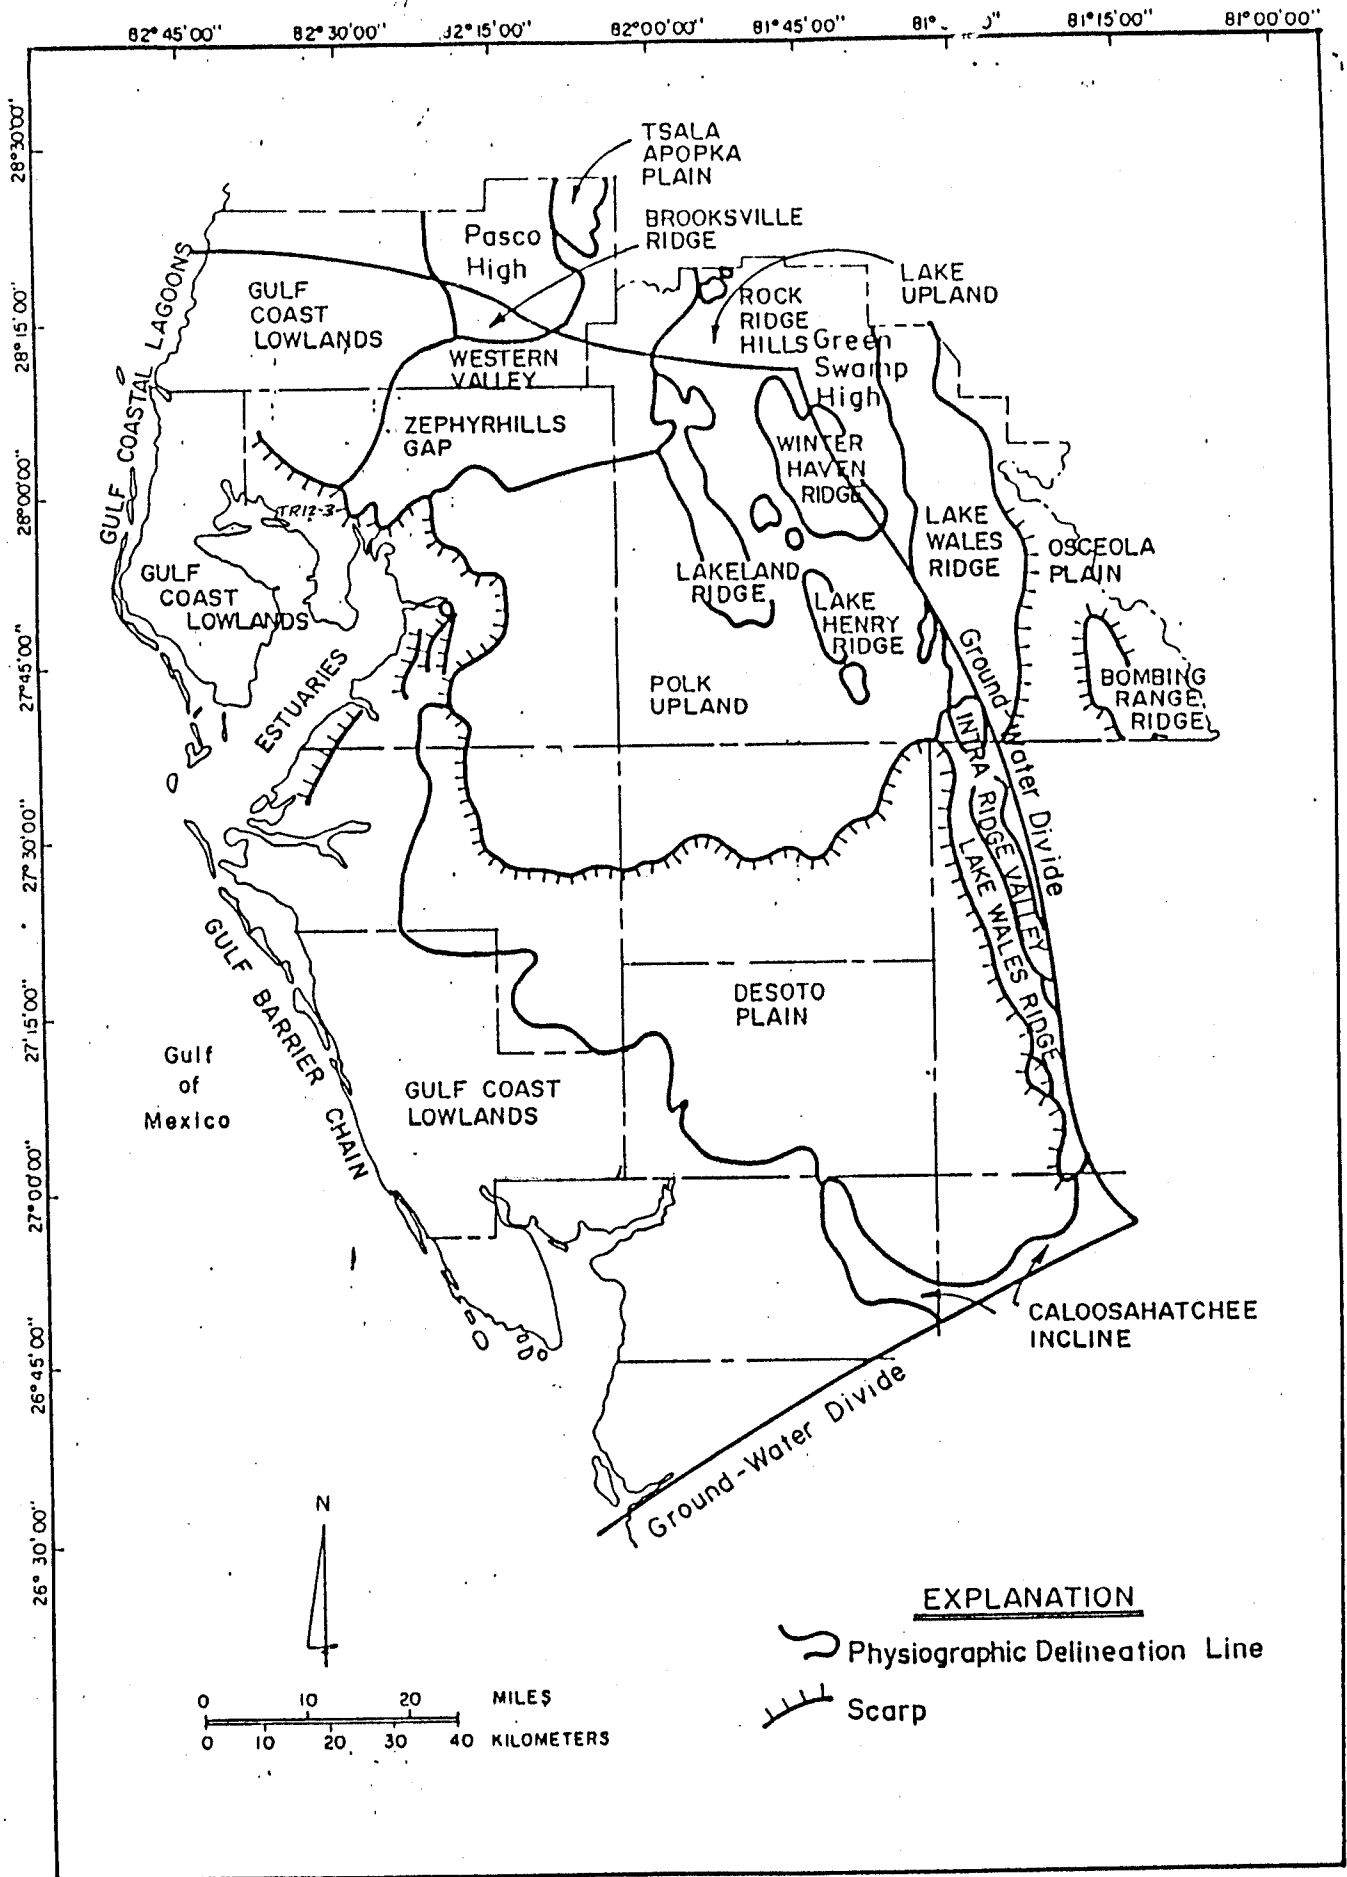 82°45'00"
82°30'00"
82°15'00"
82°00'00"
81°45'00"
81°15'00"
81°00'00"
28°30'00"
28°15'00"
28°00'00"
27°45'00"
27°30'00"
27°15'00"
27°00'00"
26°45'00"
26°30'00"
TSALA
APOPKA
PLAIN
BROOKSVILLE
RIDGE
Pasco
High
LAKE
UPLAND
GULF
COAST
LOWLANDS
ROCK
RIDGE
HILLS
Green
Swamp
High
WESTERN
VALLEY
GULF COASTAL LAGOONS
ZEPHYRHILLS
GAP
WINTER
HAVEN
RIDGE
TR12-3
LAKE
WALES
RIDGE
OSCEOLA
PLAIN
GULF
COAST
LOWLANDS
LAKELAND
RIDGE
LAKE
HENRY
RIDGE
ESTUARIES
POLK
UPLAND
BOMBING
RANGE
RIDGE
Ground-Water Divide
INTRA RIDGE VALLEY
LAKE WALES RIDGE
GULF BARRIER CHAIN
DESOTO
PLAIN
Gulf
of
Mexico
GULF COAST
LOWLANDS
CALOOSAHATCHEE
INCLINE
Ground-Water Divide
N
EXPLANATION
Physiographic Delineation Line
Scarp
0 10 20 MILES
0 10 20 30 40 KILOMETERS